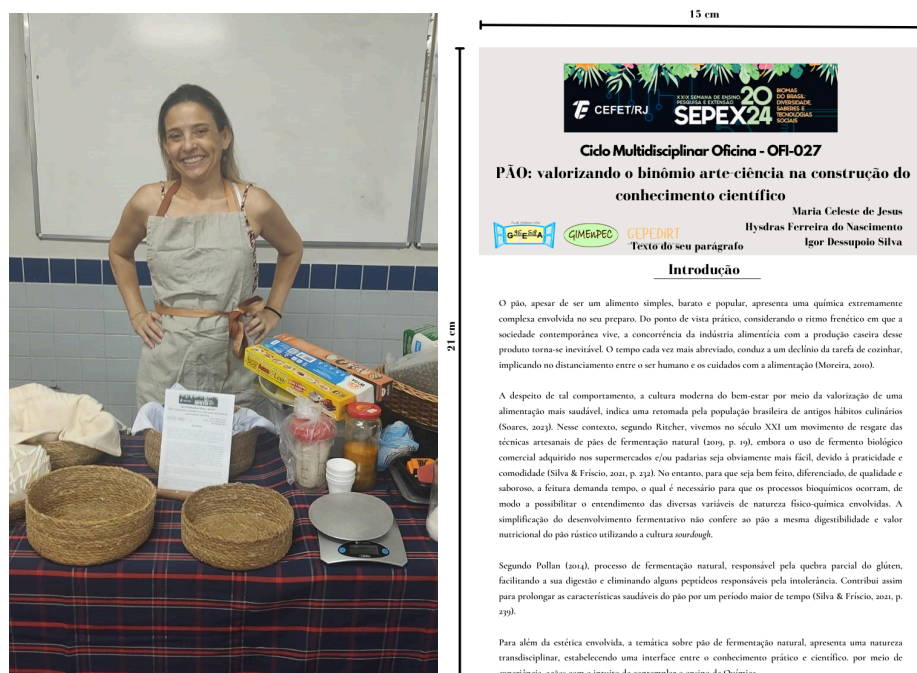 15 cm
21 cm
CEFET/RJ
XXIX SEMANA DE ENSINO,
PESQUISA E EXTENSÃO
SEPEX
20
24
BIOMAS
DO BRASIL:
DIVERSIDADE,
SABERES E
TECNOLOGIAS
SOCIAIS
Ciclo Multidisciplinar Oficina - OFI-027
PÃO: valorizando o binômio arte-ciência na construção do
conhecimento científico
Maria Celeste de Jesus
Hysdras Ferreira do Nascimento
Igor Dessupoio Silva
GIMEnPEC
GEPEDiRT
Texto do seu parágrafo
Introdução
O pão, apesar de ser um alimento simples, barato e popular, apresenta uma química extremamente
complexa envolvida no seu preparo. Do ponto de vista prático, considerando o ritmo frenético em que a
sociedade contemporânea vive, a concorrência da indústria alimentícia com a produção caseira desse
produto torna-se inevitável. O tempo cada vez mais abreviado, conduz a um declínio da tarefa de cozinhar,
implicando no distanciamento entre o ser humano e os cuidados com a alimentação (Moreira, 2010).
A despeito de tal comportamento, a cultura moderna do bem-estar por meio da valorização de uma
alimentação mais saudável, indica uma retomada pela população brasileira de antigos hábitos culinários
(Soares, 2023). Nesse contexto, segundo Ritcher, vivemos no século XXI um movimento de resgate das
técnicas artesanais de pães de fermentação natural (2019, p. 19), embora o uso de fermento biológico
comercial adquirido nos supermercados e/ou padarias seja obviamente mais fácil, devido à praticidade e
comodidade (Silva & Fríscio, 2021, p. 232). No entanto, para que seja bem feito, diferenciado, de qualidade e
saboroso, a feitura demanda tempo, o qual é necessário para que os processos bioquímicos ocorram, de
modo a possibilitar o entendimento das diversas variáveis de natureza físico-química envolvidas. A
simplificação do desenvolvimento fermentativo não confere ao pão a mesma digestibilidade e valor
nutricional do pão rústico utilizando a cultura sourdough.
Segundo Pollan (2014), processo de fermentação natural, responsável pela quebra parcial do glúten,
facilitando a sua digestão e eliminando alguns peptídeos responsáveis pela intolerância. Contribui assim
para prolongar as características saudáveis do pão por um período maior de tempo (Silva & Fríscio, 2021, p.
239).
Para além da estética envolvida, a temática sobre pão de fermentação natural, apresenta uma natureza
transdisciplinar, estabelecendo uma interface entre o conhecimento prático e científico. por meio de